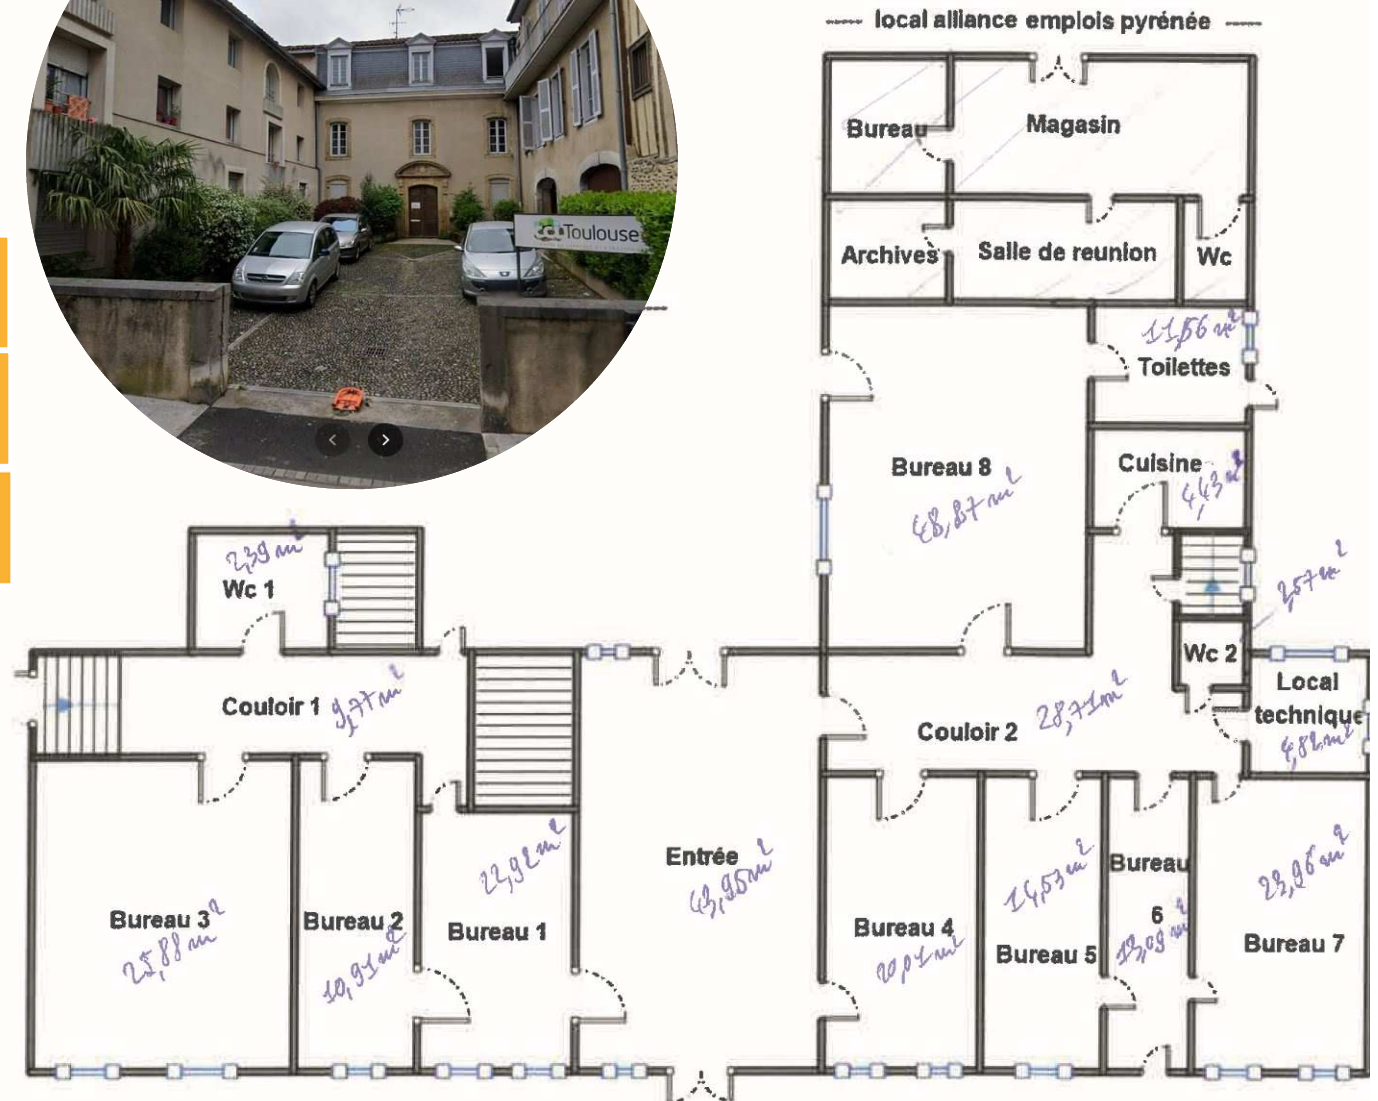 local alliance emplois pyrénée
Bureau
Magasin
Archives
Salle de reunion
Wc
Toulouse
11,56 m²
Toilettes
Bureau 8
48,87 m²
Cuisine
4,43 m²
2,39 m²
Wc 1
2,57 m²
Wc 2
Local
technique
4,82 m²
Couloir 1
9,77 m²
Couloir 2
28,71 m²
Entrée
43,95 m²
Bureau 3
25,88 m²
Bureau 2
10,91 m²
22,92 m²
Bureau 1
Bureau 4
20,01 m²
14,53 m²
Bureau 5
Bureau
6
13,09 m²
23,96 m²
Bureau 7